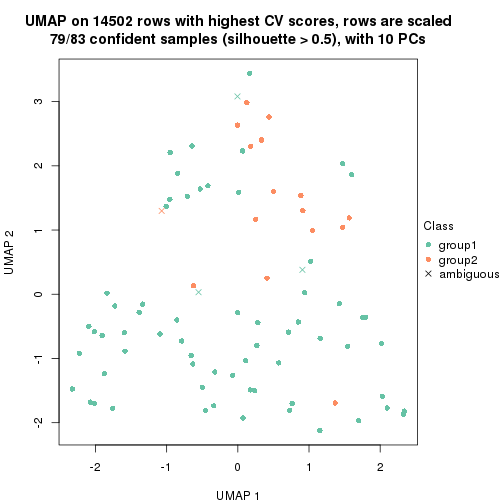 UMAP on 14502 rows with highest CV scores, rows are scaled
79/83 confident samples (silhouette > 0.5), with 10 PCs
3
2
1
0
-1
-2
UMAP 2
-2
-1
0
1
2
UMAP 1
Class
group1
group2
ambiguous